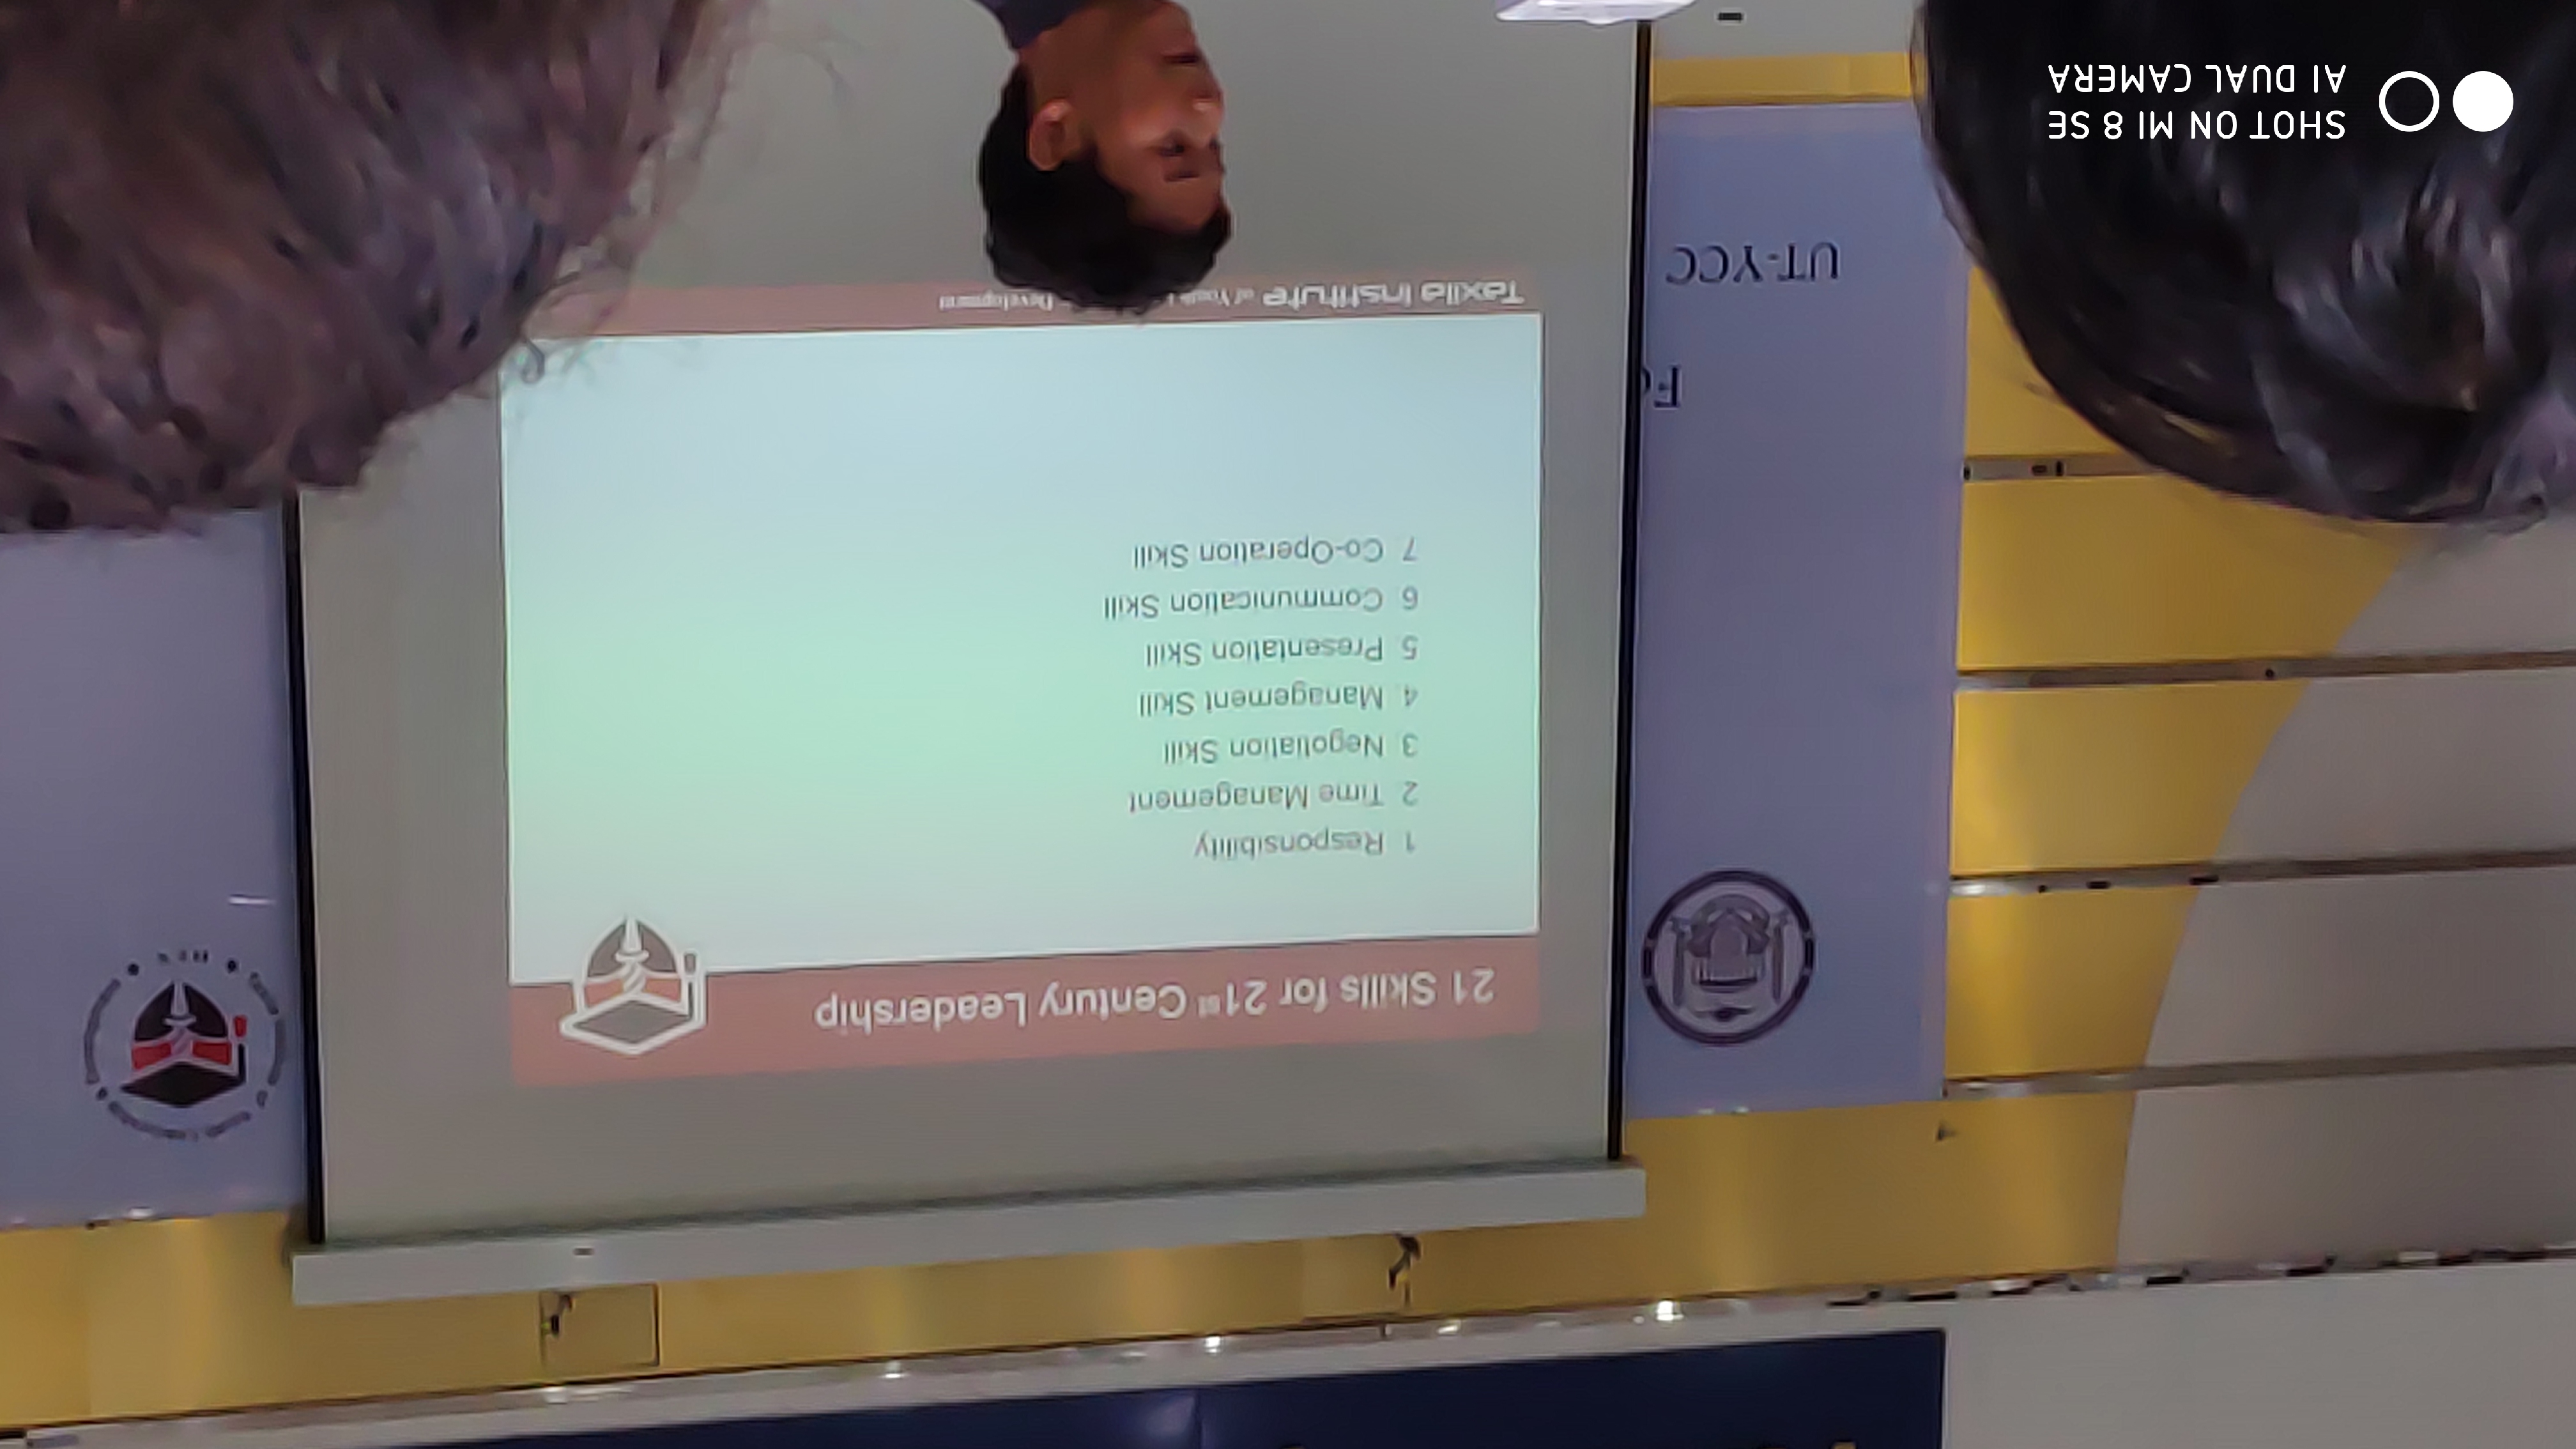 21 Skills for 21st Century Leadership
1 Responsibility
2 Time Management
3 Negotiation Skill
4 Management Skill
5 Presentation Skill
6 Communication Skill
7 Co-Operation Skill
Taxila Institute of Youth Development
UT-YCC
SHOT ON MI 8 SE
AI DUAL CAMERA